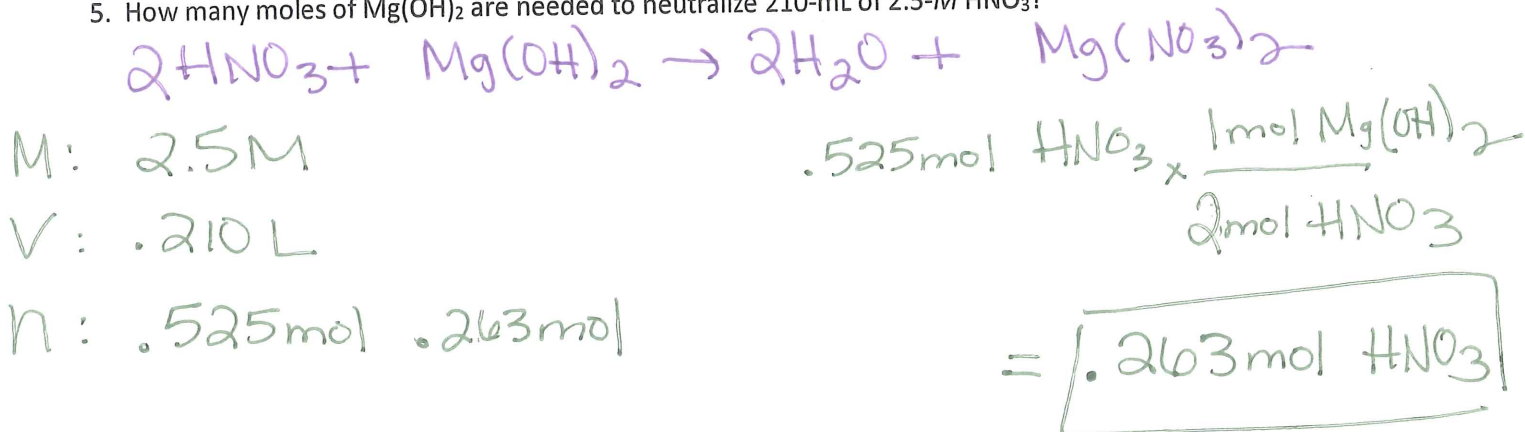 5. How many moles of Mg(OH)₂ are needed to neutralize 210-mL of 2.5-M HNO₃?
2HNO₃ + Mg(OH)₂ → 2H₂O + Mg(NO₃)₂
M: 2.5M
.525mol HNO₃ x 1mol Mg(OH)₂
2mol HNO₃
V: .210 L
n: .525mol .263mol
= .263mol HNO₃